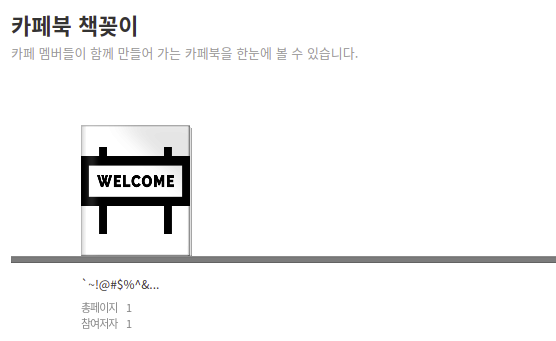 카페북 책꽂이
카페 멤버들이 함께 만들어 가는 카페북을 한눈에 볼 수 있습니다.
WELCOME
`~!@#$%^&...
총페이지 1
참여저자 1